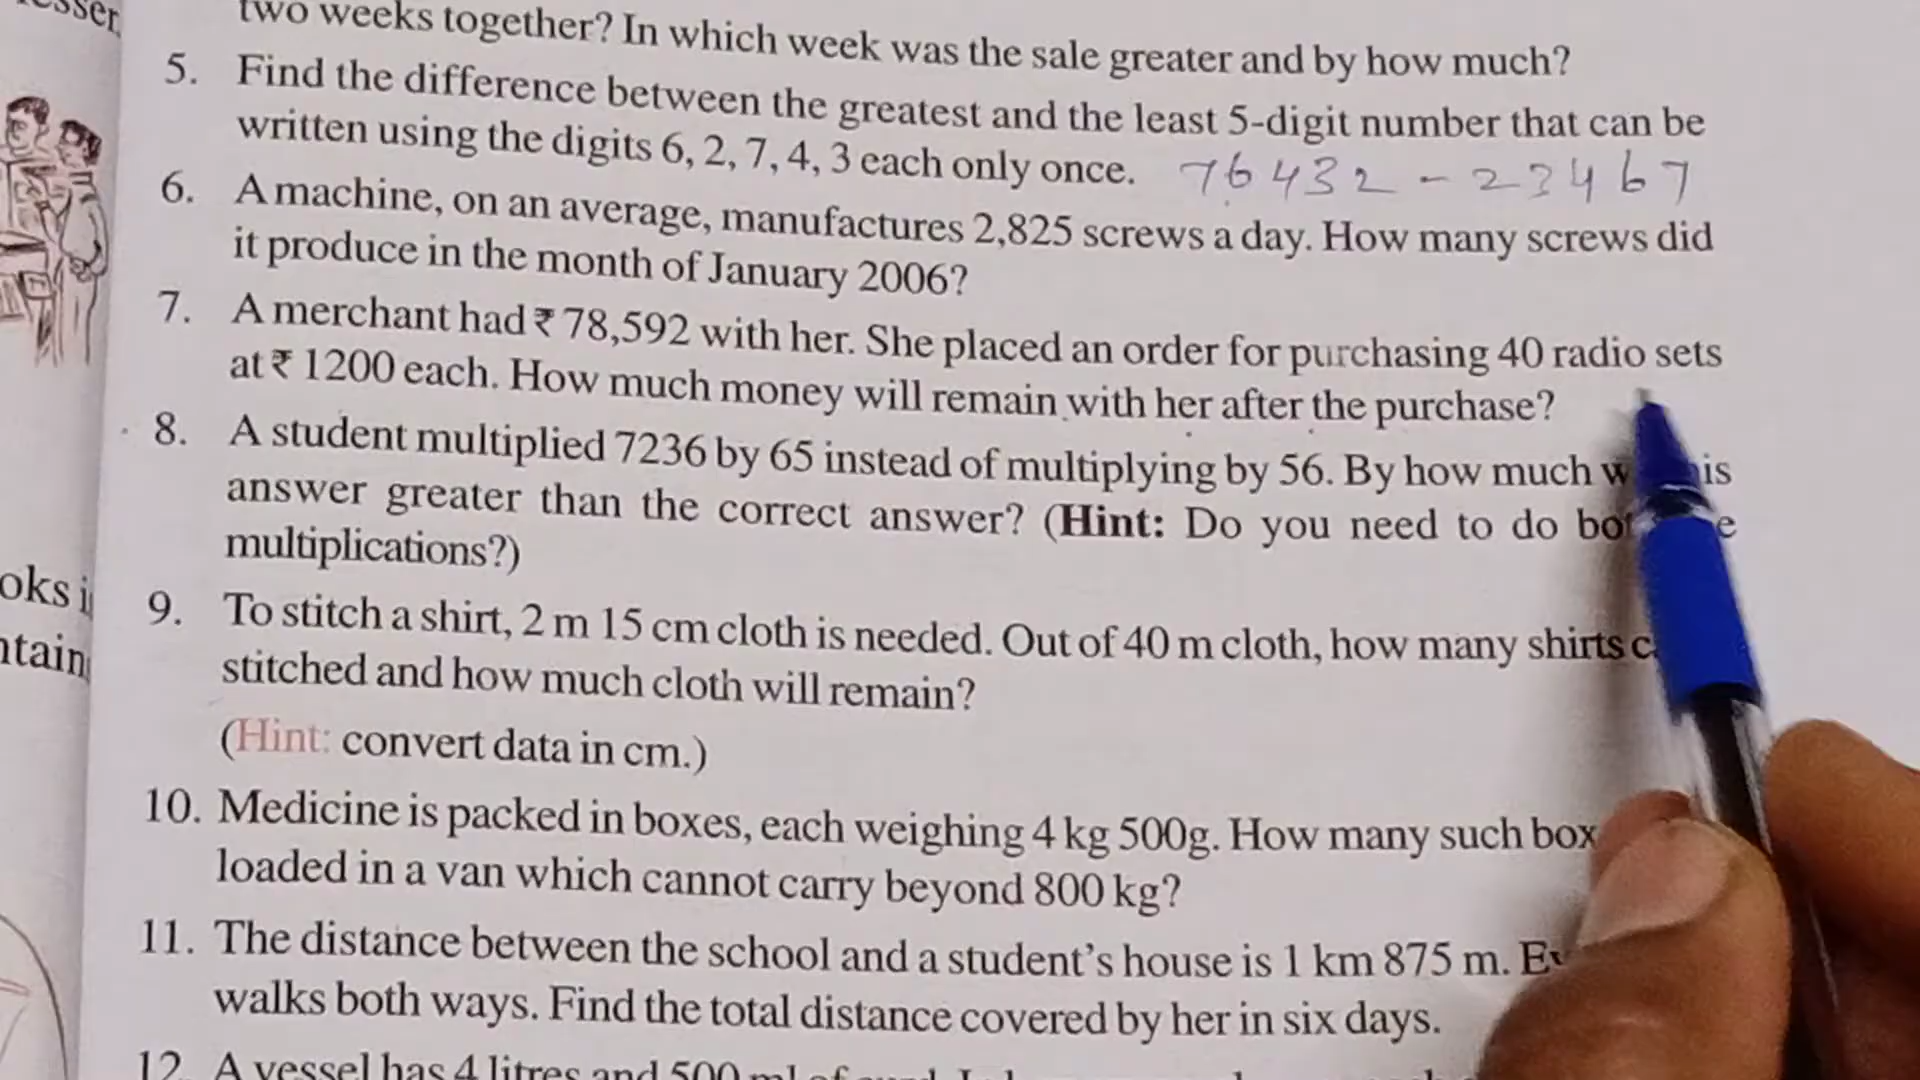 two weeks together? In which week was the sale greater and by how much?
5. Find the difference between the greatest and the least 5-digit number that can be
written using the digits 6, 2, 7, 4, 3 each only once. 76432 - 23467
6. A machine, on an average, manufactures 2,825 screws a day. How many screws did
it produce in the month of January 2006?
7. A merchant had ₹ 78,592 with her. She placed an order for purchasing 40 radio sets
at ₹ 1200 each. How much money will remain with her after the purchase?
8. A student multiplied 7236 by 65 instead of multiplying by 56. By how much
answer greater than the correct answer? (Hint: Do you need to do
multiplications?)
9. To stitch a shirt, 2 m 15 cm cloth is needed. Out of 40 m cloth, how many shirts
stitched and how much cloth will remain?
(Hint: convert data in cm.)
10. Medicine is packed in boxes, each weighing 4 kg 500g. How many such
loaded in a van which cannot carry beyond 800 kg?
11. The distance between the school and a student's house is 1 km 875 m.
walks both ways. Find the total distance covered by her in six days.
12. A vessel has 4 litres and 500 ml of